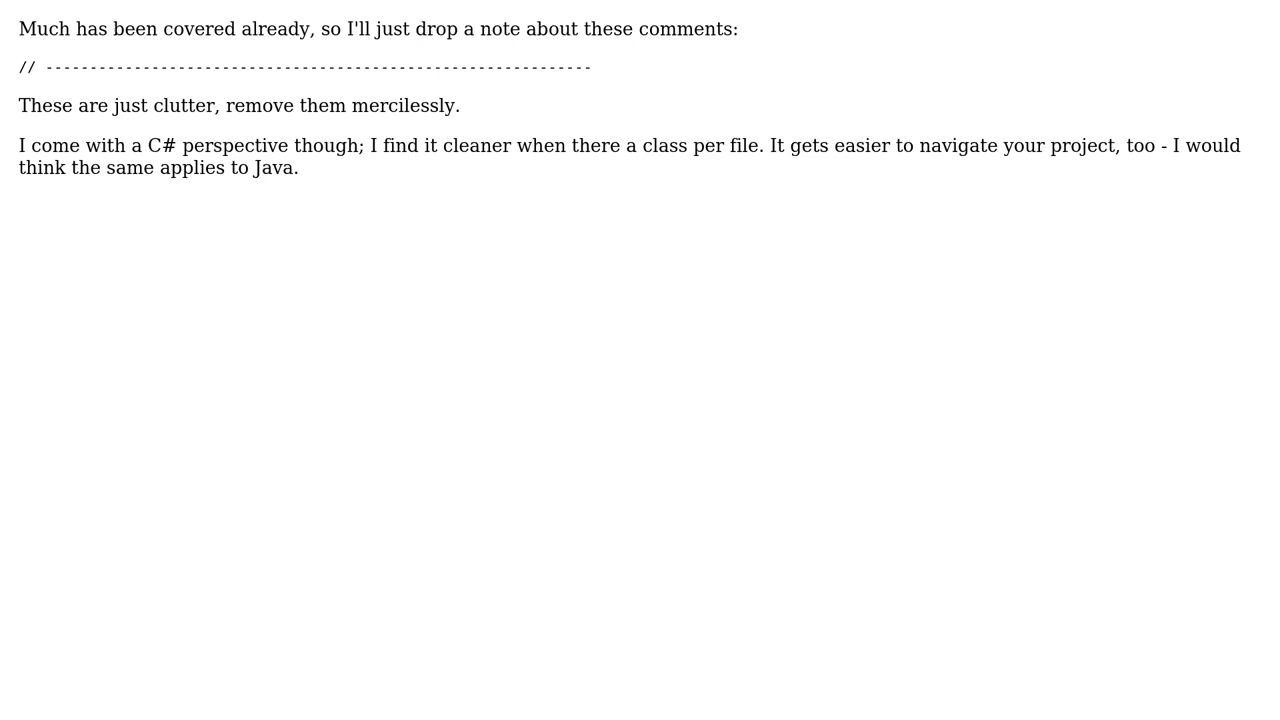 Much has been covered already, so I'll just drop a note about these comments:
// -------------------------------------------------------------
These are just clutter, remove them mercilessly.
I come with a C# perspective though; I find it cleaner when there a class per file. It gets easier to navigate your project, too - I would
think the same applies to Java.